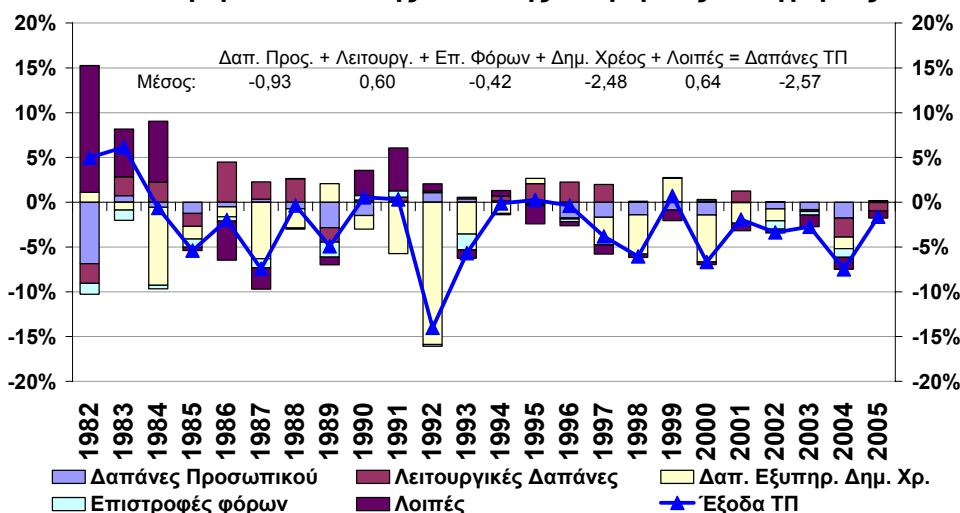 20% 20%
15% 15%
Δαπ. Προς. + Λειτουργ. + Επ. Φόρων + Δημ. Χρέος + Λοιπές = Δαπάνες ΤΠ
Μέσος: -0,93 0,60 -0,42 -2,48 0,64 -2,57
10% 10%
5% 5%
0% 0%
-5% -5%
-10% -10%
-15% -15%
-20% -20%
1982 1983 1984 1985 1986 1987 1988 1989 1990 1991 1992 1993 1994 1995 1996 1997 1998 1999 2000 2001 2002 2003 2004 2005
Δαπάνες Προσωπικού Λειτουργικές Δαπάνες Δαπ. Εξυπηρ. Δημ. Χρ.
Επιστροφές φόρων Λοιπές Έξοδα ΤΠ